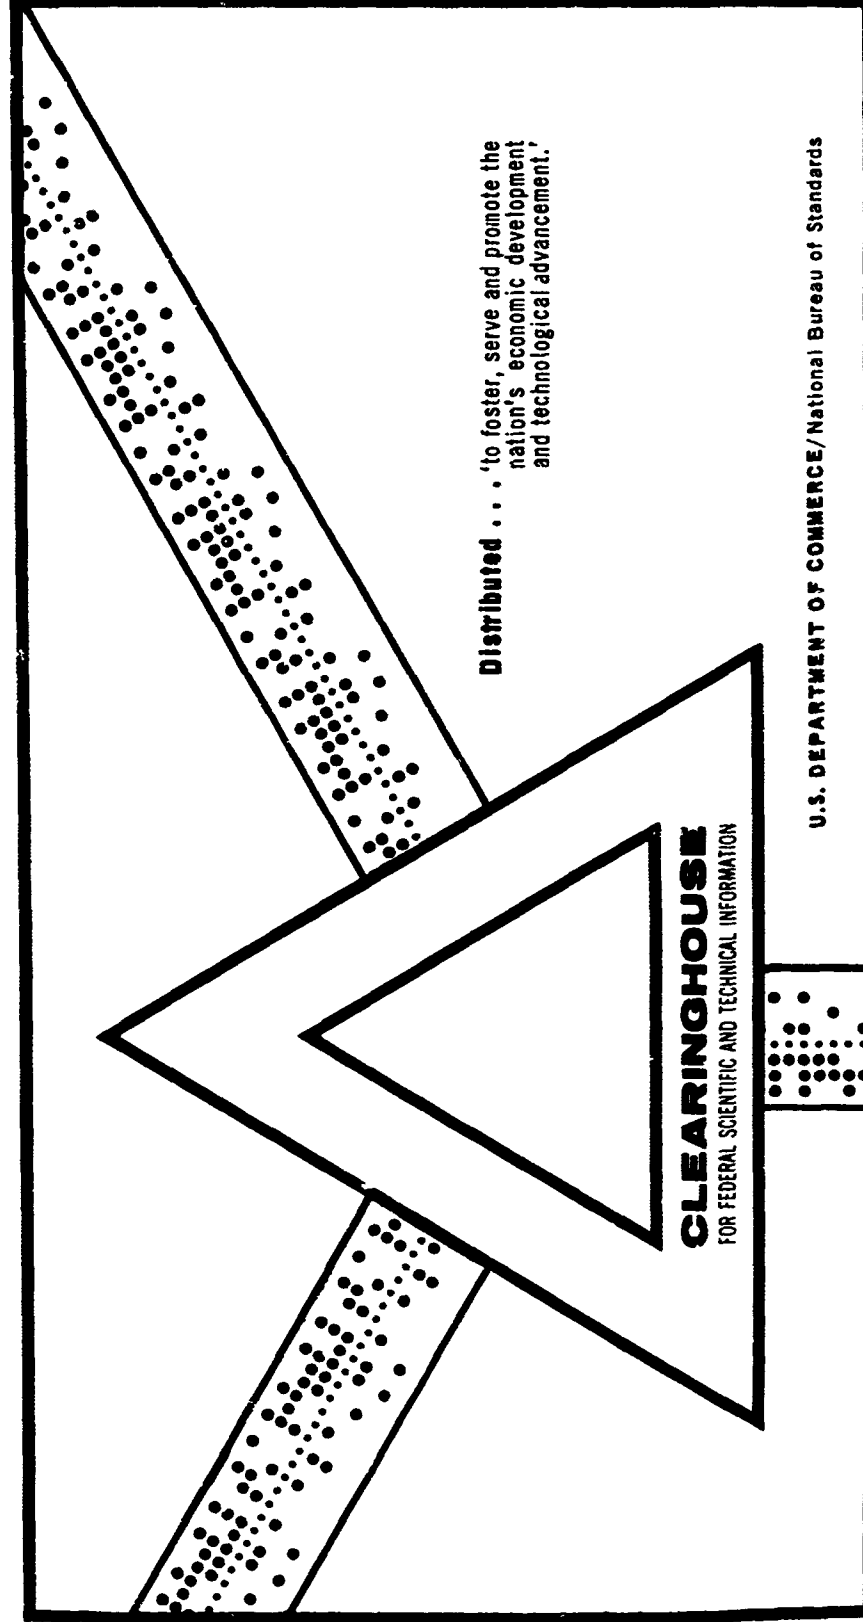 Distributed . . . 'to foster, serve and promote the
nation's economic development
and technological advancement.'
CLEARINGHOUSE
FOR FEDERAL SCIENTIFIC AND TECHNICAL INFORMATION
U.S. DEPARTMENT OF COMMERCE/National Bureau of Standards